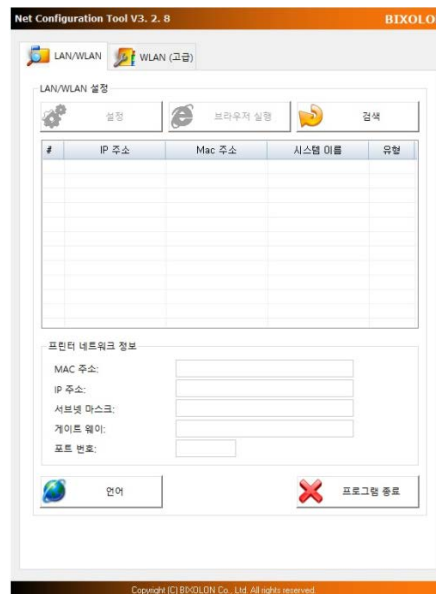 Net Configuration Tool V3. 2. 8
BIXOLO
LAN/WLAN
WLAN (고급)
LAN/WLAN 설정
설정
브라우저 실행
검색
# IP 주소 Mac 주소 시스템 이름 유형
프린터 네트워크 정보
MAC 주소:
IP 주소:
서브넷 마스크:
게이트 웨이:
포트 번호:
언어
프로그램 종료
Copyright (C) BIXOLON Co., Ltd. All rights reserved.